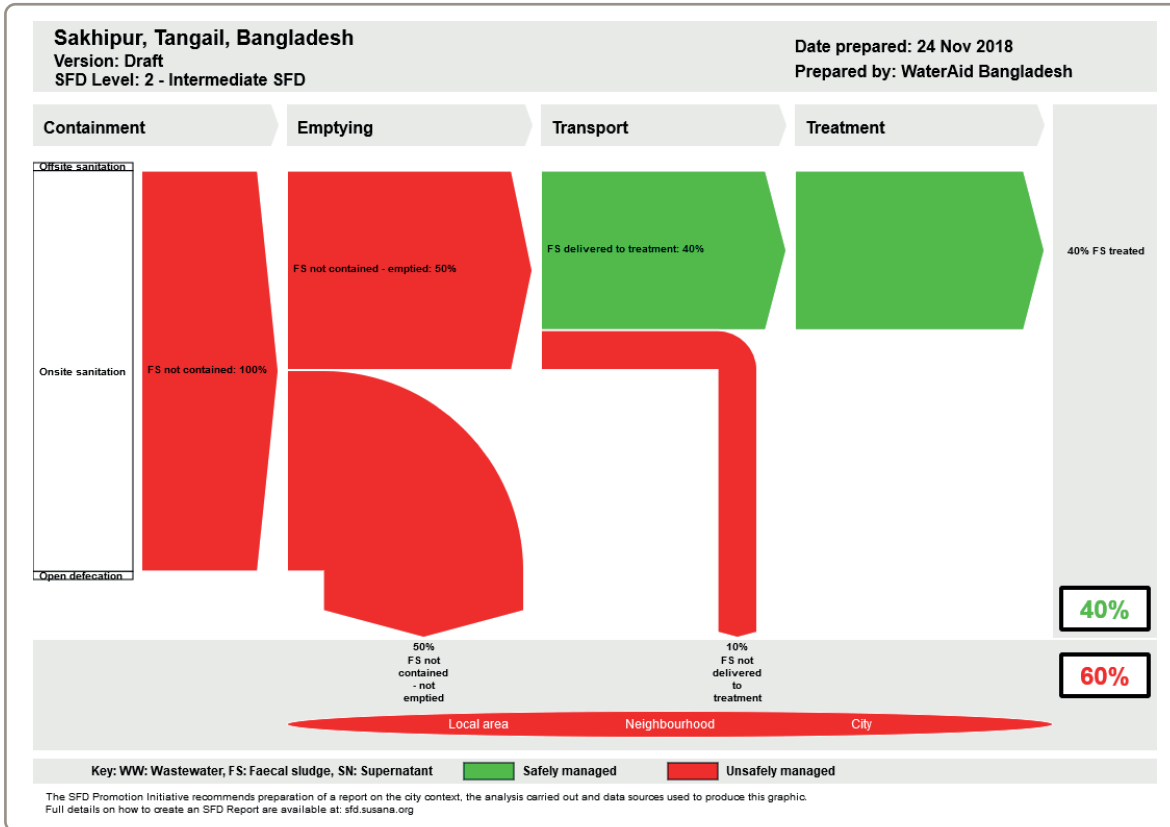 Sakhipur, Tangail, Bangladesh
Version: Draft
SFD Level: 2 - Intermediate SFD
Date prepared: 24 Nov 2018
Prepared by: WaterAid Bangladesh
Containment
Emptying
Transport
Treatment
Offsite sanitation
FS delivered to treatment: 40%
40% FS treated
FS not contained - emptied: 50%
Onsite sanitation
FS not contained: 100%
Open defecation
40%
50%
FS not
contained
- not
emptied
10%
FS not
delivered
to
treatment
60%
Local area
Neighbourhood
City
Key: WW: Wastewater, FS: Faecal sludge, SN: Supernatant
Safely managed
Unsafely managed
The SFD Promotion Initiative recommends preparation of a report on the city context, the analysis carried out and data sources used to produce this graphic.
Full details on how to create an SFD Report are available at: sfd.susana.org